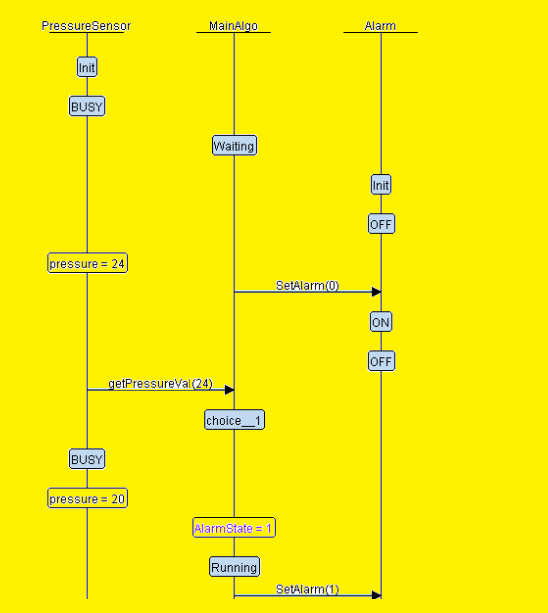 PressureSensor MainAlgo Alarm
Init
BUSY
Waiting
Init
OFF
pressure = 24
SetAlarm(0)
ON
OFF
getPressureVal(24)
choice__1
BUSY
pressure = 20
AlarmState = 1
Running
SetAlarm(1)